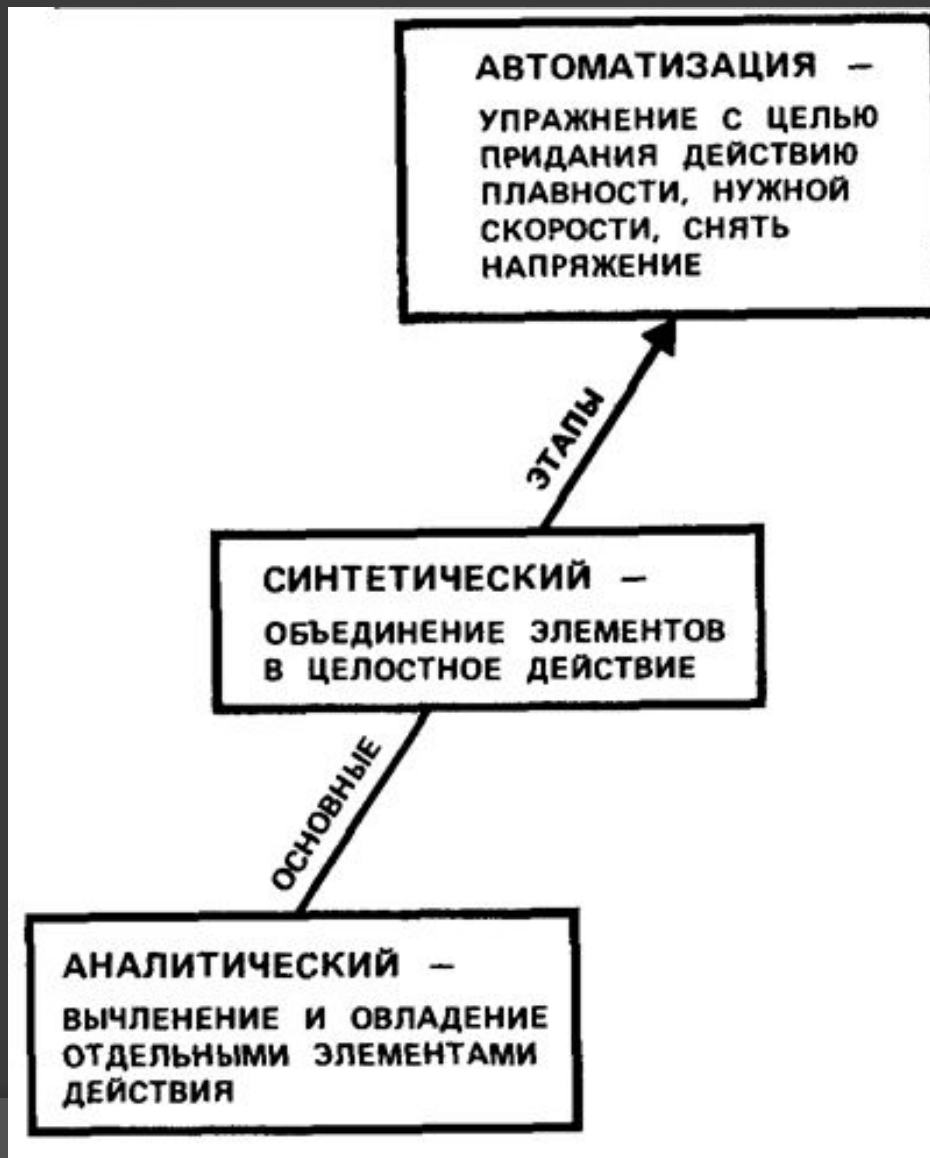 АВТОМАТИЗАЦИЯ –
УПРАЖНЕНИЕ С ЦЕЛЬЮ
ПРИДАНИЯ ДЕЙСТВИЮ
ПЛАВНОСТИ, НУЖНОЙ
СКОРОСТИ, СНЯТЬ
НАПРЯЖЕНИЕ
ЭТАПЫ
СИНТЕТИЧЕСКИЙ –
ОБЪЕДИНЕНИЕ ЭЛЕМЕНТОВ
В ЦЕЛОСТНОЕ ДЕЙСТВИЕ
ОСНОВНЫЕ
АНАЛИТИЧЕСКИЙ –
ВЫЧЛЕНЕНИЕ И ОВЛАДЕНИЕ
ОТДЕЛЬНЫМИ ЭЛЕМЕНТАМИ
ДЕЙСТВИЯ